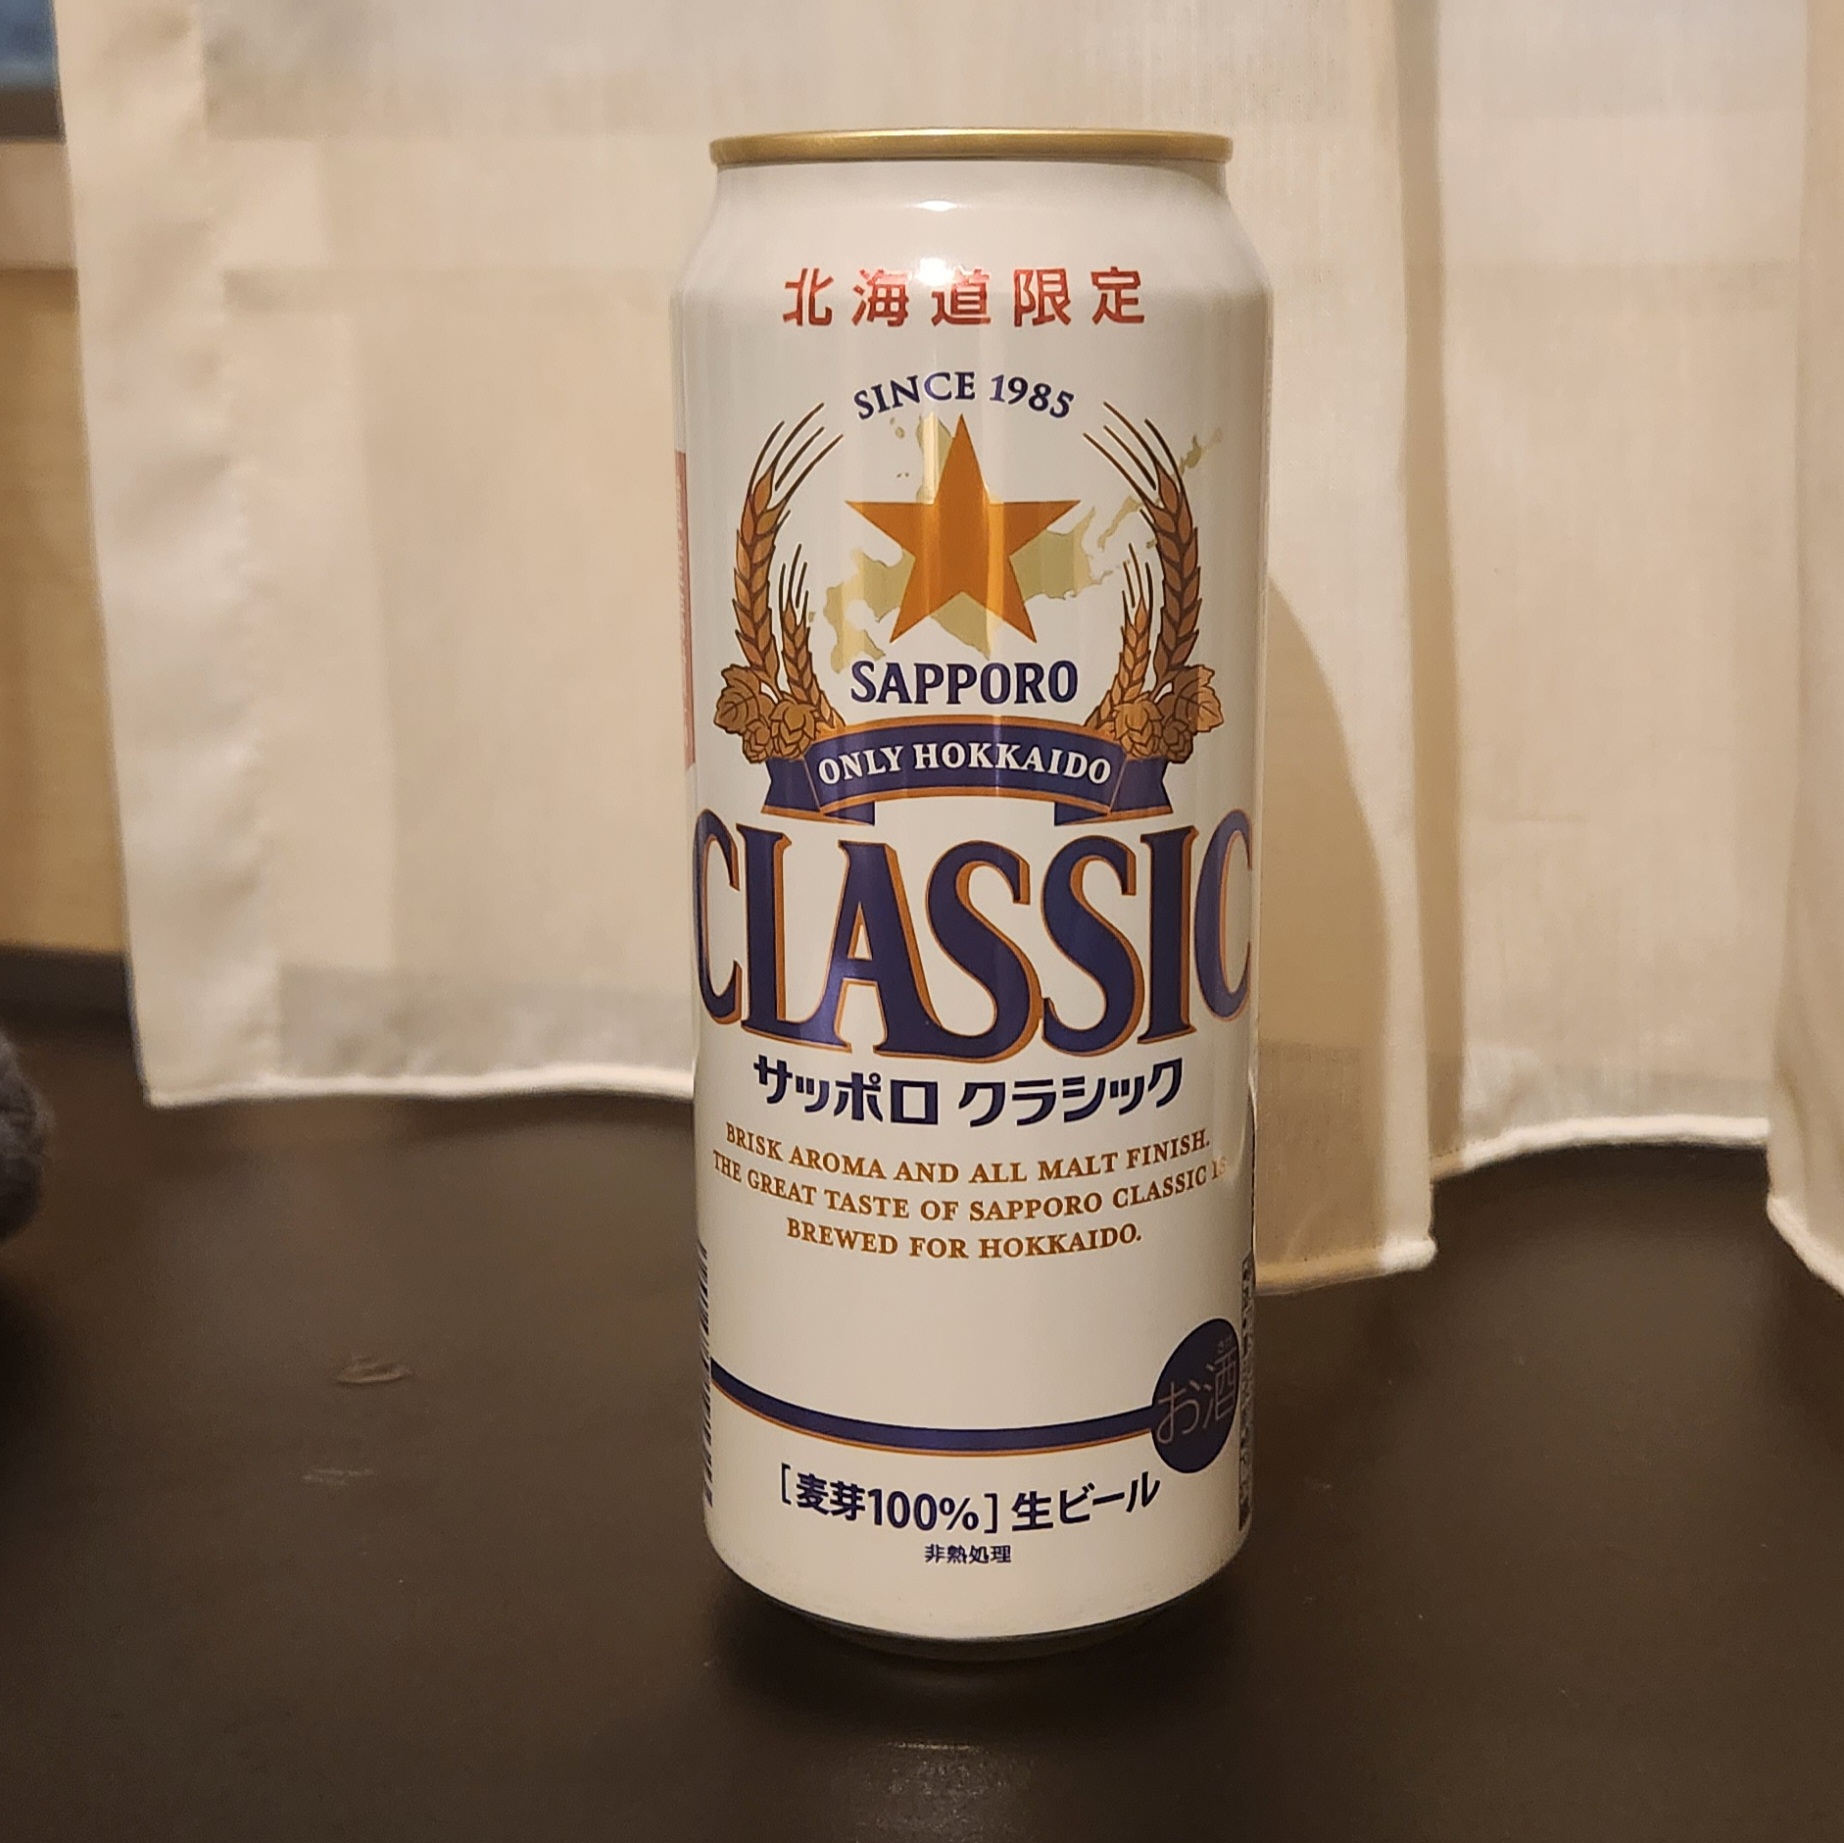 北海道限定
SINCE 1985
SAPPORO
ONLY HOKKAIDO
CLASSIC
サッポロ クラシック
BRISK AROMA AND ALL MALT FINISH.
THE GREAT TASTE OF SAPPORO CLASSIC IS
BREWED FOR HOKKAIDO.
お酒
[麦芽100%]生ビール
非熱処理